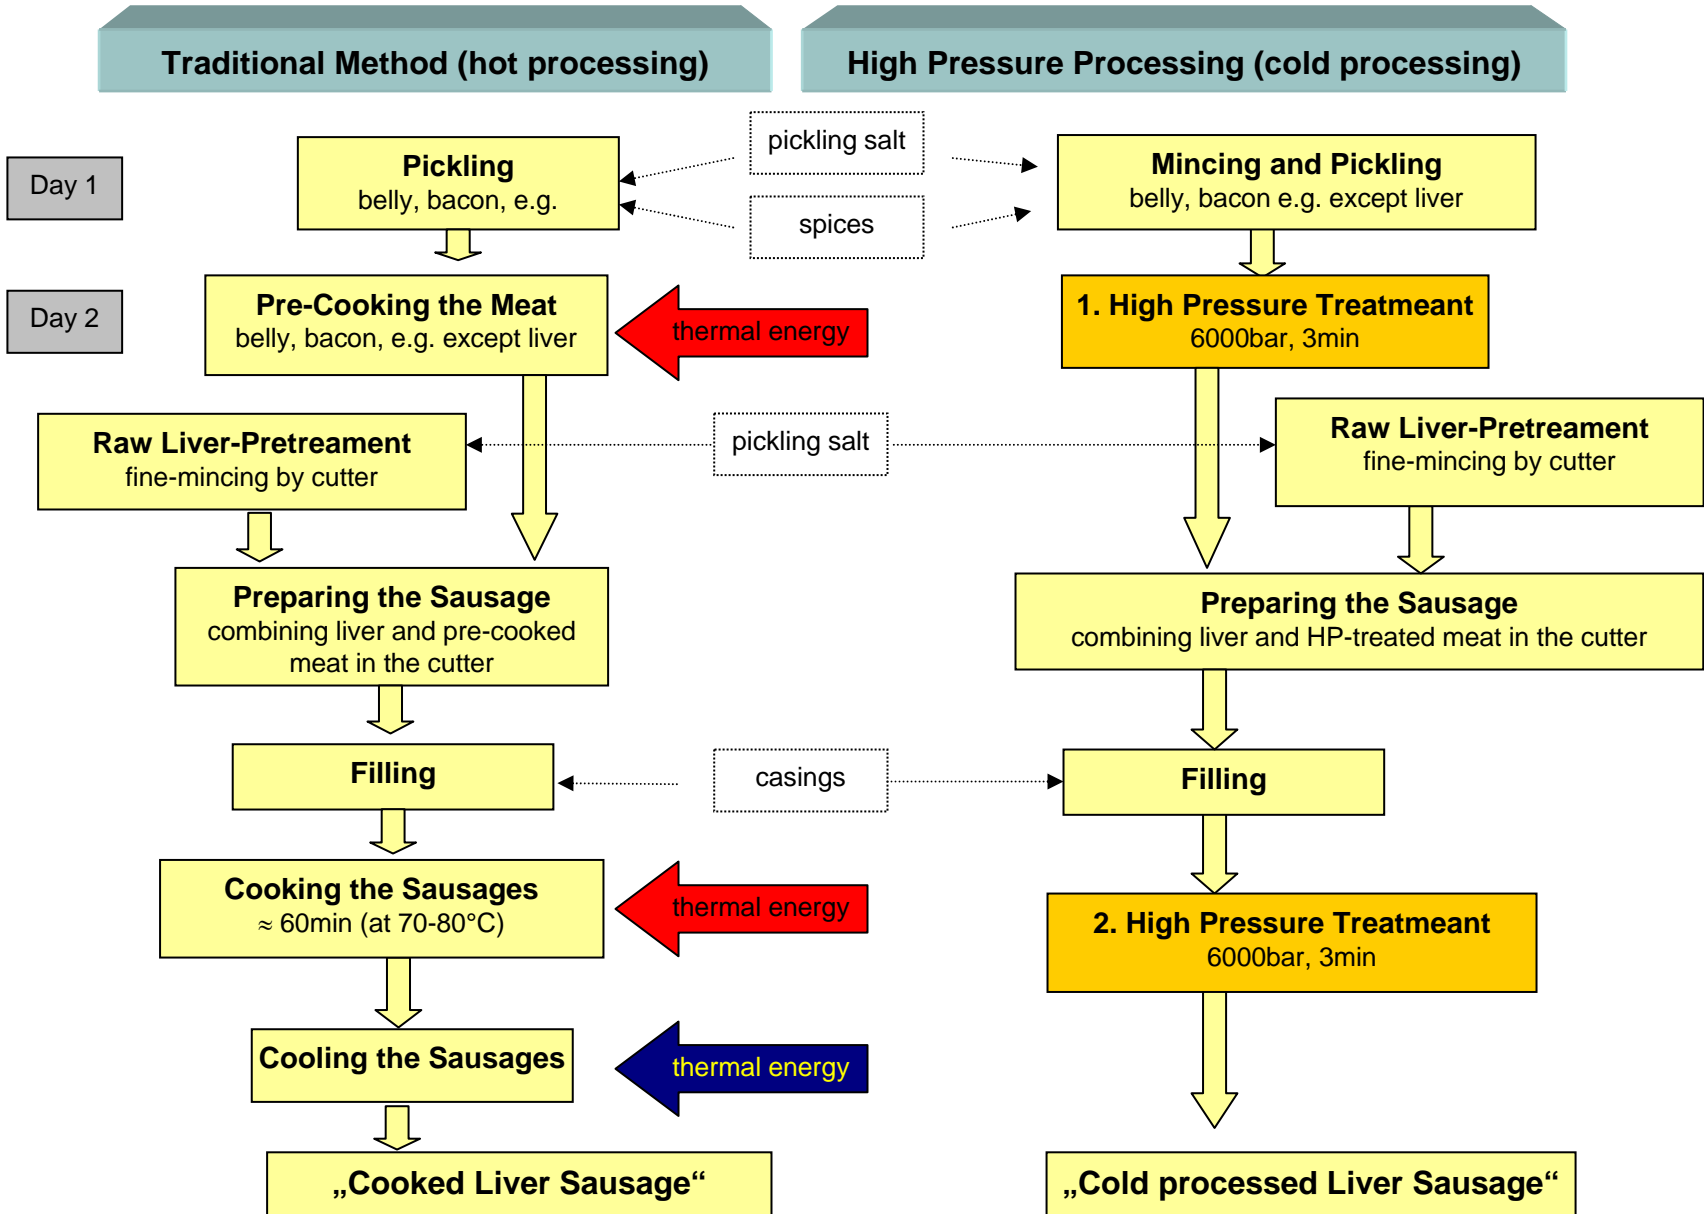 Traditional Method (hot processing)
High Pressure Processing (cold processing)
Day 1
Pickling
belly, bacon, e.g.
pickling salt
spices
Mincing and Pickling
belly, bacon e.g. except liver
Day 2
Pre-Cooking the Meat
belly, bacon, e.g. except liver
thermal energy
1. High Pressure Treatmeant
6000bar, 3min
Raw Liver-Pretreament
fine-mincing by cutter
pickling salt
Raw Liver-Pretreament
fine-mincing by cutter
Preparing the Sausage
combining liver and pre-cooked
meat in the cutter
Preparing the Sausage
combining liver and HP-treated meat in the cutter
Filling
casings
Filling
Cooking the Sausages
≈ 60min (at 70-80°C)
thermal energy
2. High Pressure Treatmeant
6000bar, 3min
Cooling the Sausages
thermal energy
„Cooked Liver Sausage“
„Cold processed Liver Sausage“